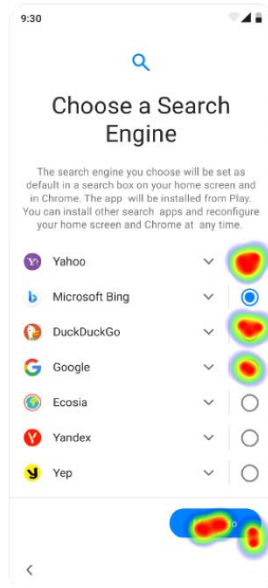 9:30
Choose a Search
Engine
The search engine you choose will be set as
default in a search box on your home screen and
in Chrome. The app will be installed from Play.
You can install other search apps and reconfigure
your home screen and Chrome at any time.
Yahoo
Microsoft Bing
DuckDuckGo
Google
Ecosia
Yandex
Yep